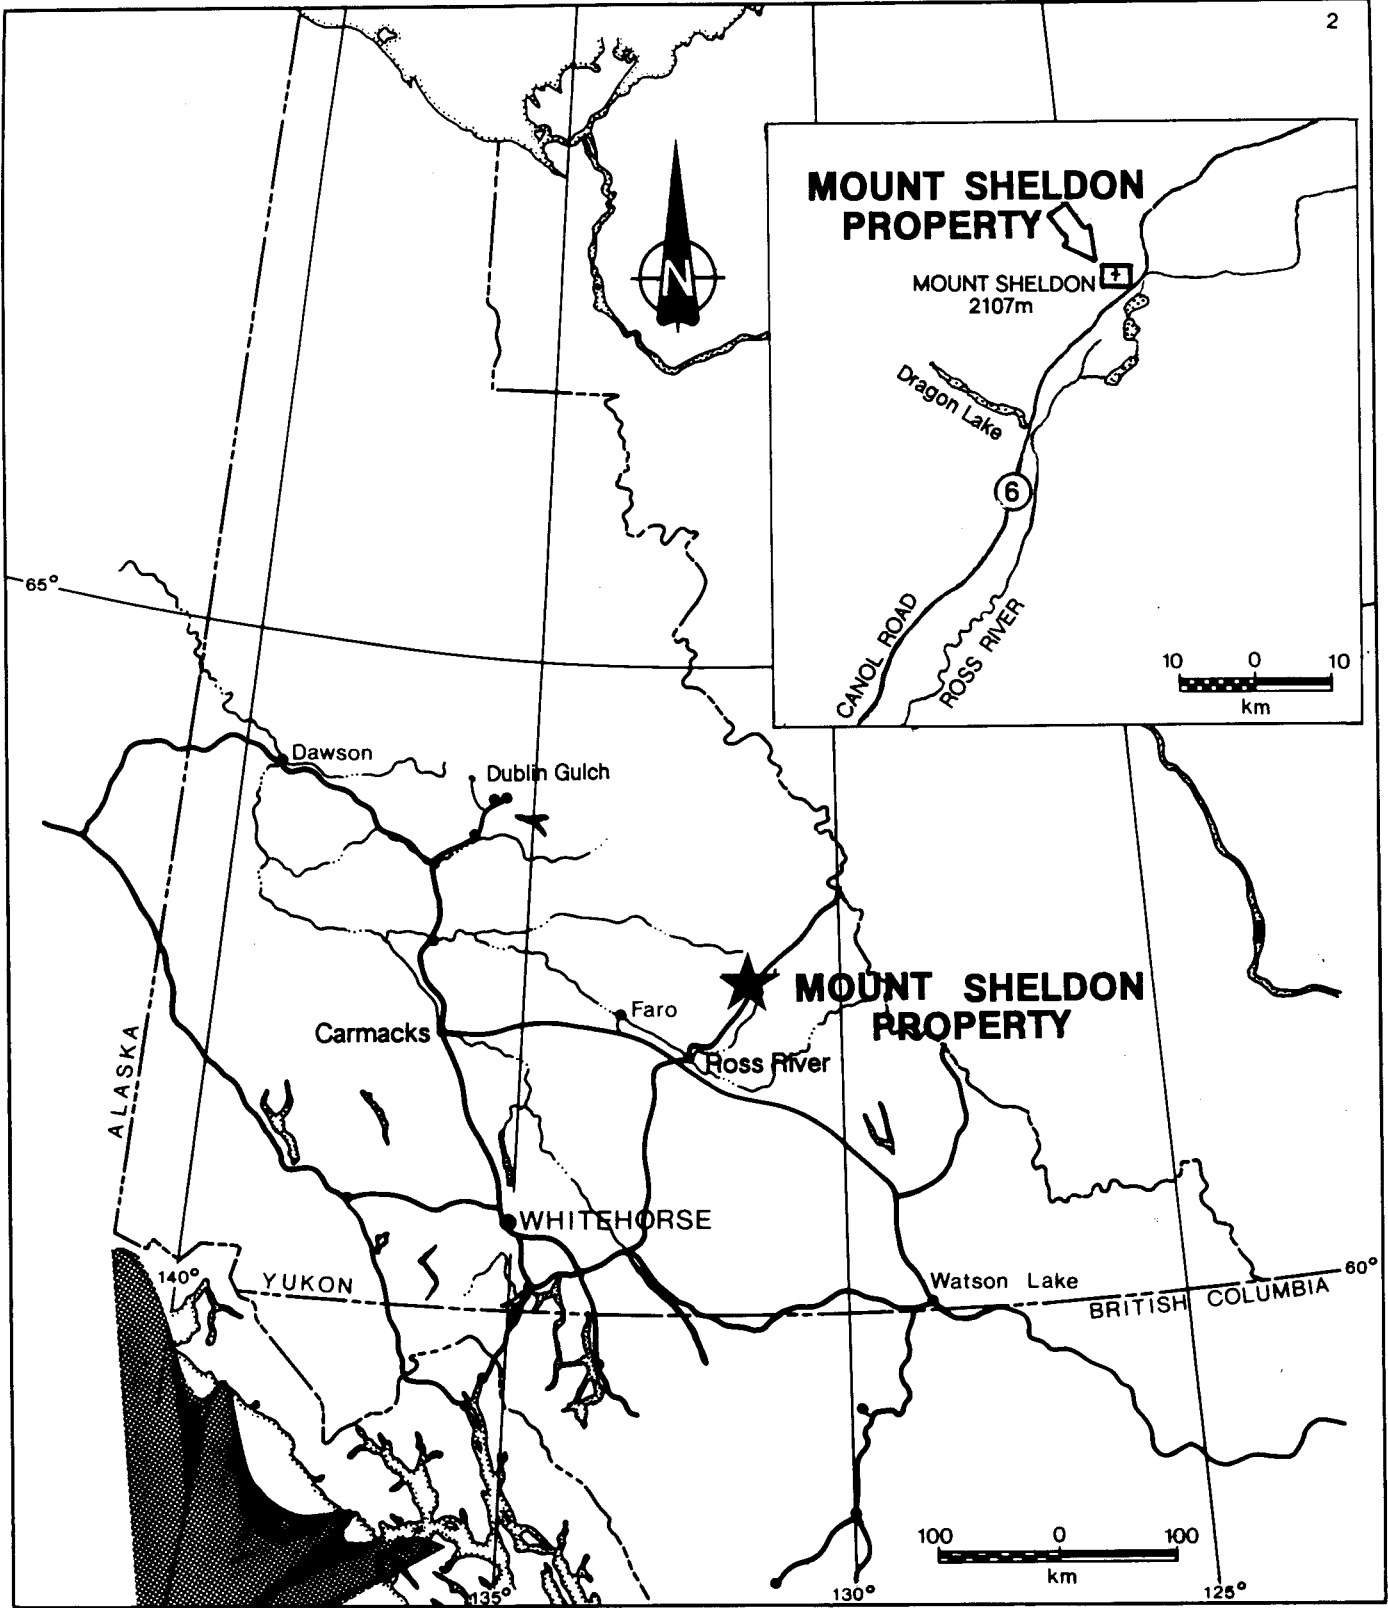 2
MOUNT SHELDON
PROPERTY
MOUNT SHELDON
2107m
N
Dragon Lake
6
CANOL ROAD
ROSS RIVER
10 0 10
km
65°
Dawson
Dublin Gulch
MOUNT SHELDON
PROPERTY
Faro
Carmacks
Ross River
ALASKA
WHITEHORSE
140°
YUKON
Watson Lake
60°
BRITISH COLUMBIA
100 0 100
km
135°
130°
125°